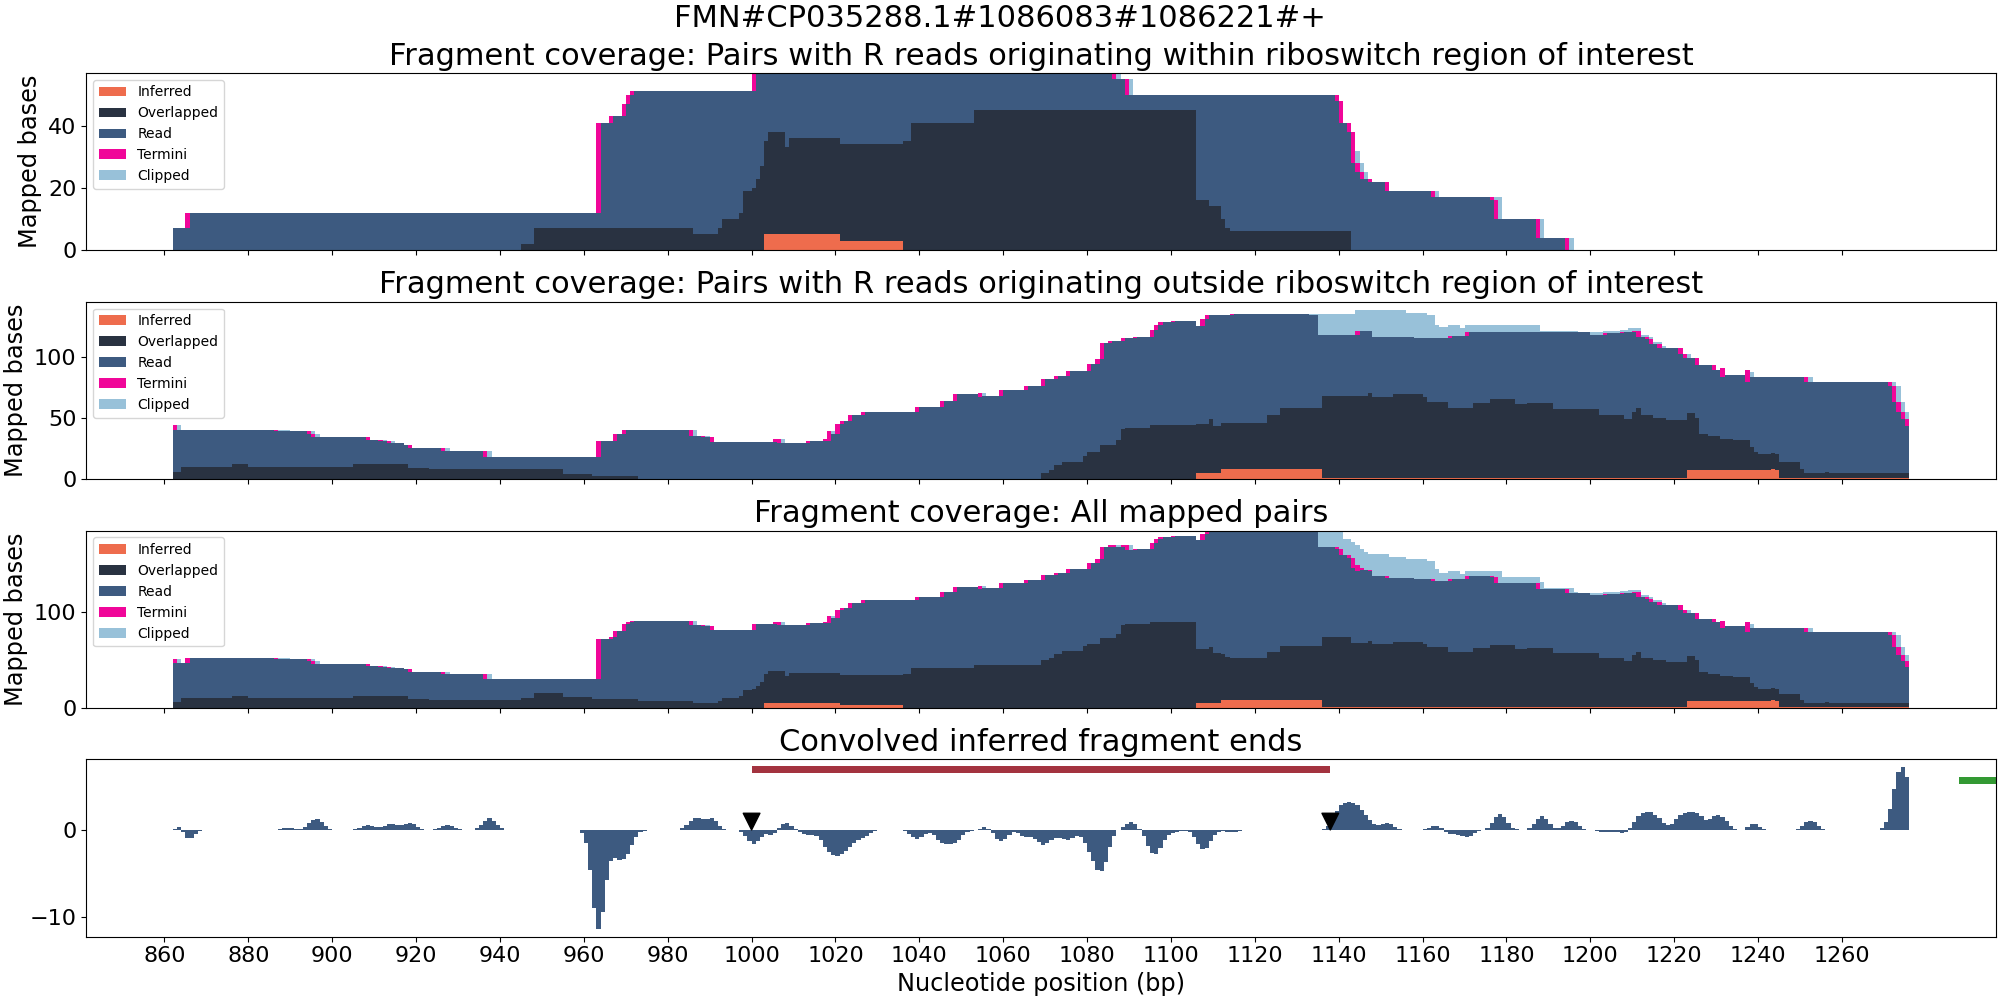 FMN#CP035288.1#1086083#1086221#+
Fragment coverage: Pairs with R reads originating within riboswitch region of interest
Mapped bases
40
20
0
Inferred
Overlapped
Read
Termini
Clipped
Fragment coverage: Pairs with R reads originating outside riboswitch region of interest
Mapped bases
100
50
0
Inferred
Overlapped
Read
Termini
Clipped
Fragment coverage: All mapped pairs
Mapped bases
100
0
Inferred
Overlapped
Read
Termini
Clipped
Convolved inferred fragment ends
0
−10
860 880 900 920 940 960 980 1000 1020 1040 1060 1080 1100 1120 1140 1160 1180 1200 1220 1240 1260
Nucleotide position (bp)